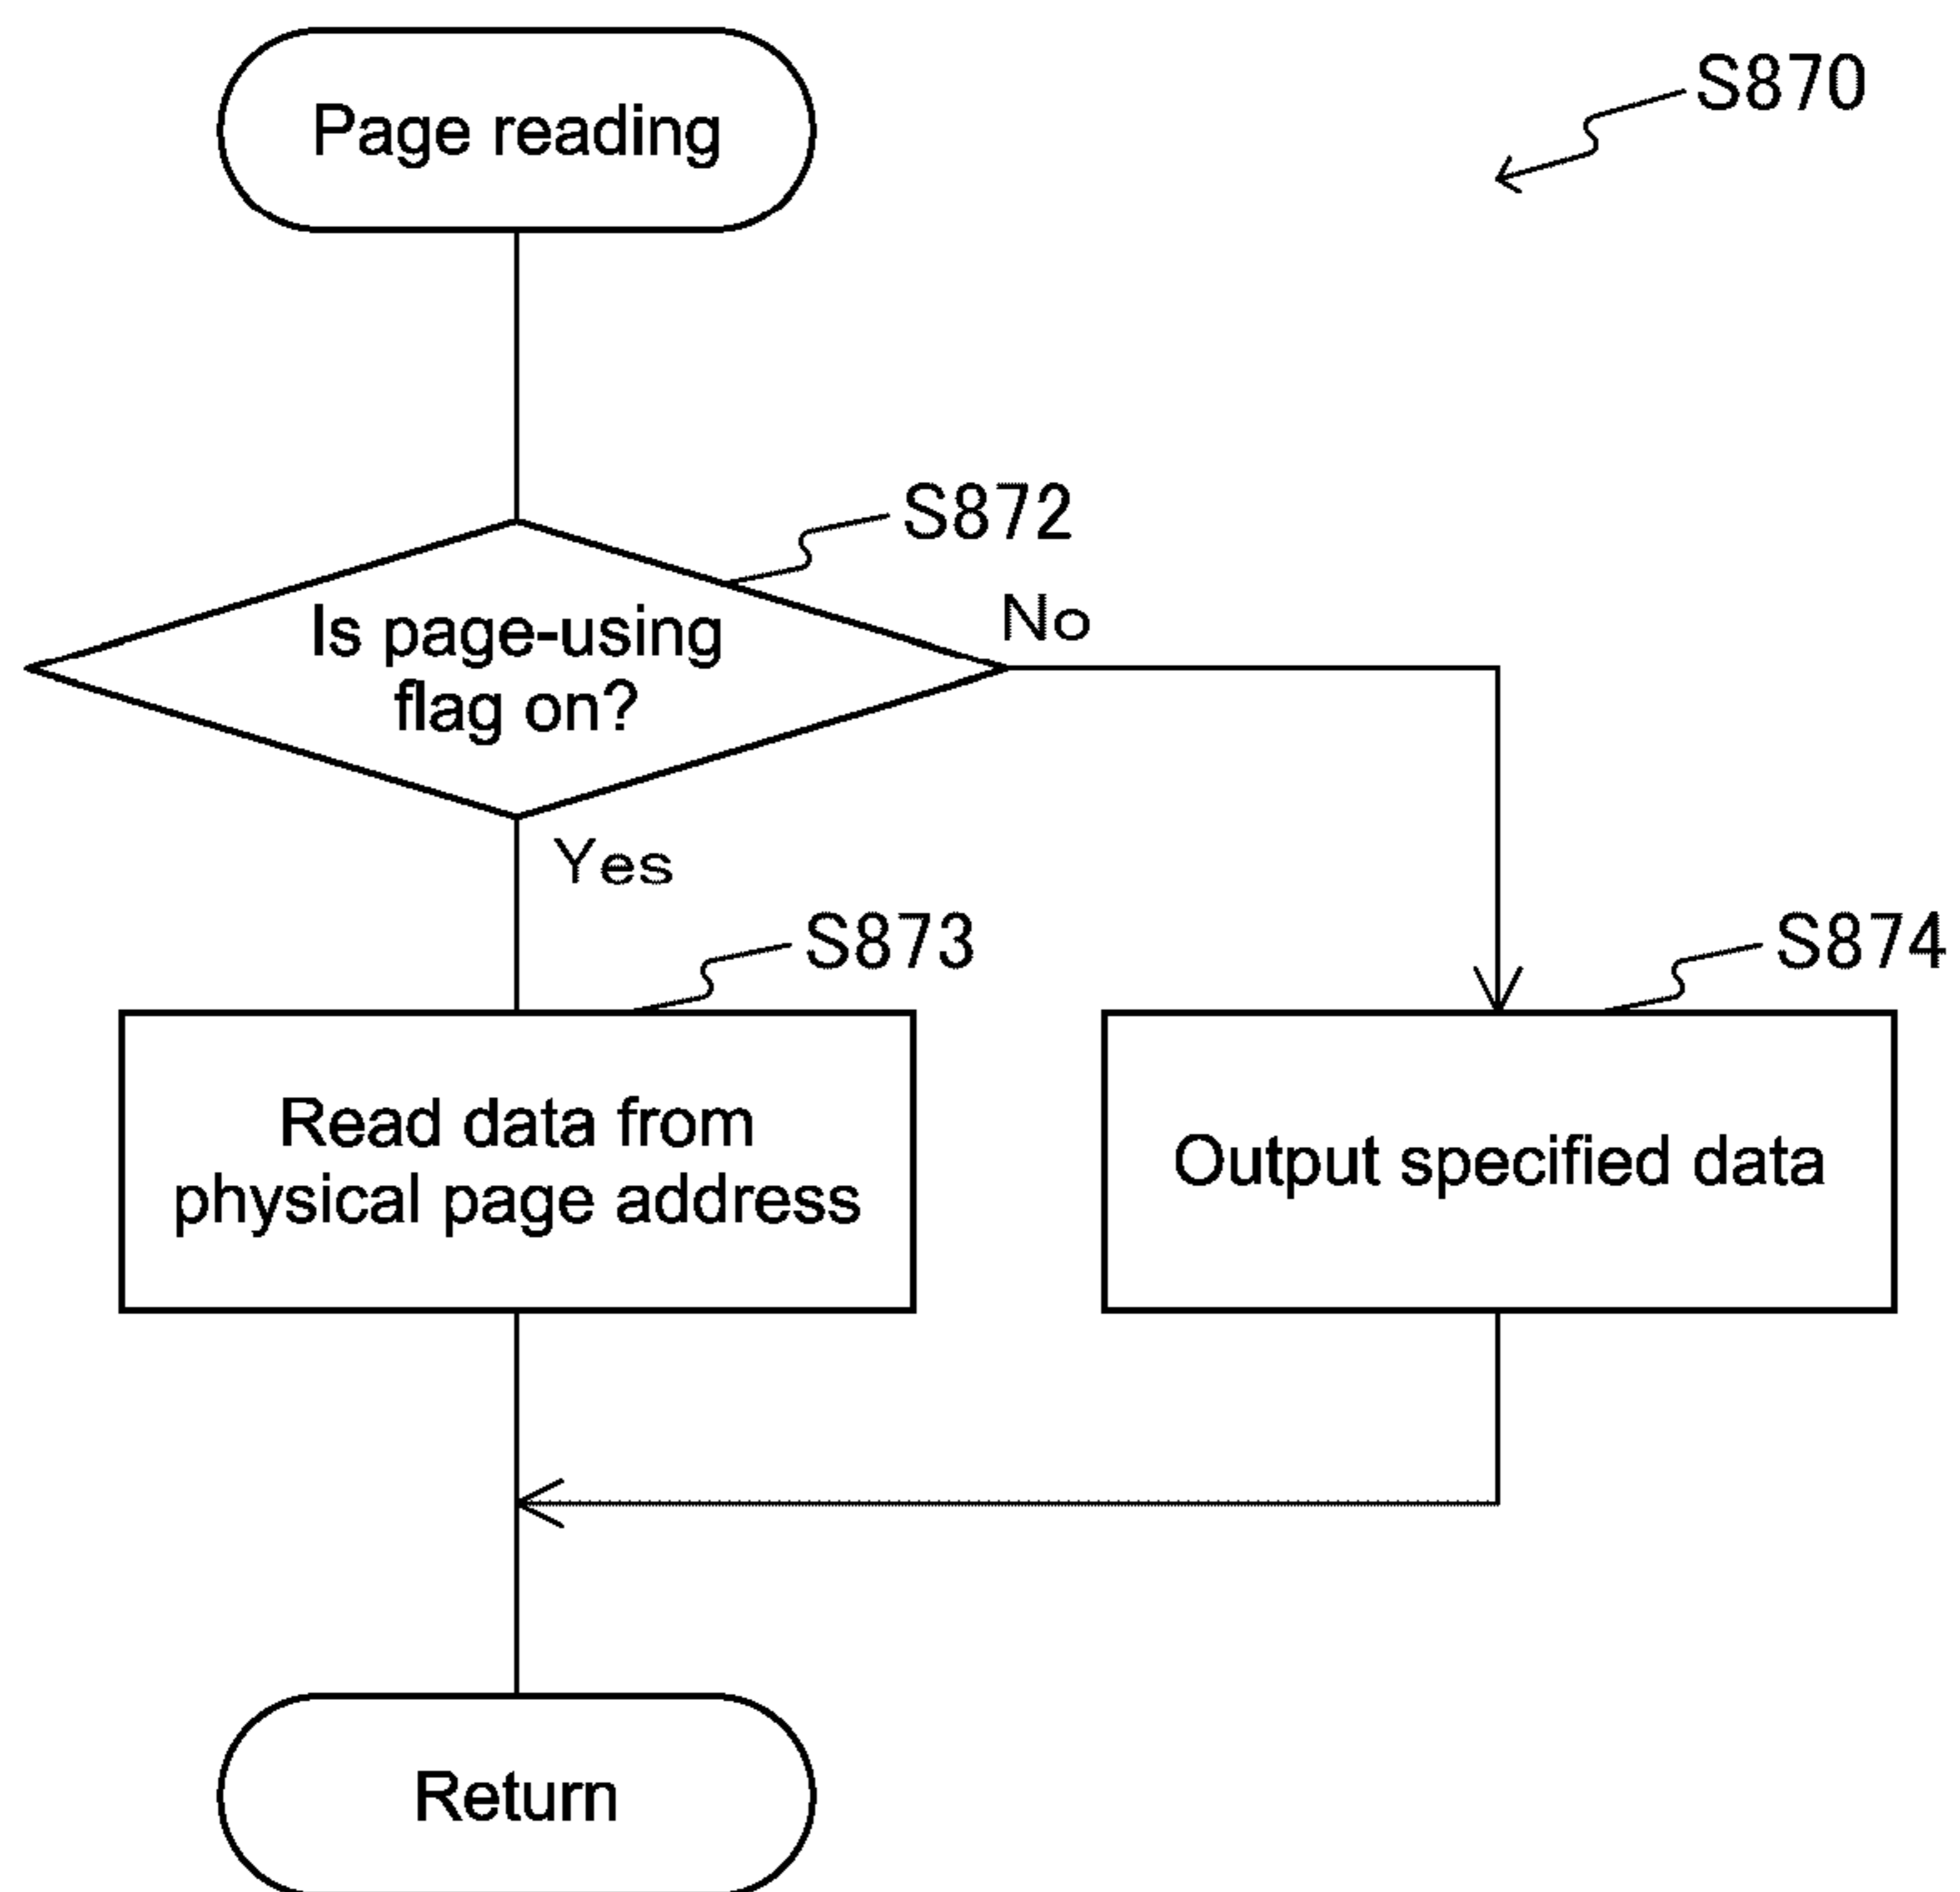 Page reading
S870
S872
Is page-using
flag on?
No
Yes
S873
S874
Read data from
physical page address
Output specified data
Return